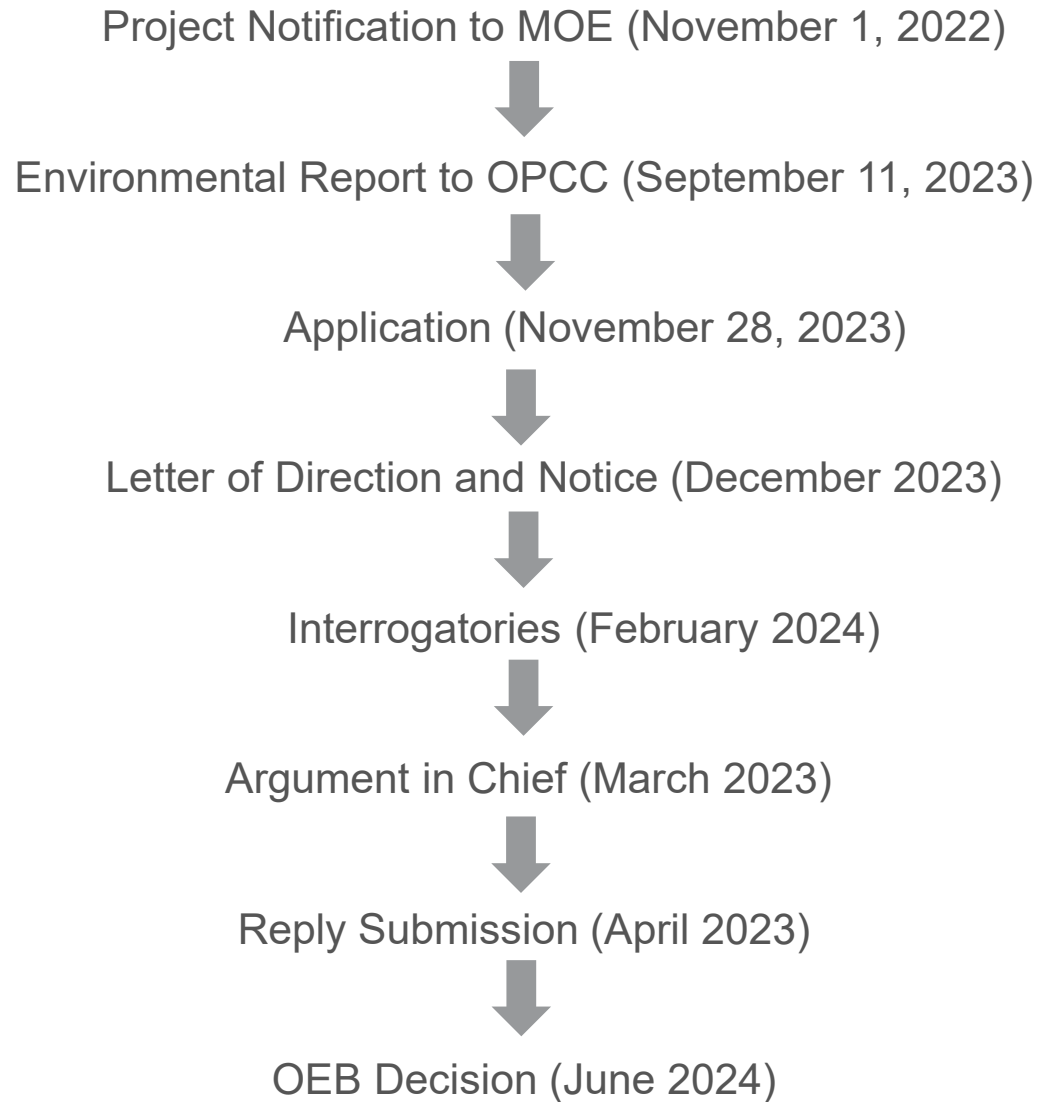 Project Notification to MOE (November 1, 2022)
Environmental Report to OPCC (September 11, 2023)
Application (November 28, 2023)
Letter of Direction and Notice (December 2023)
Interrogatories (February 2024)
Argument in Chief (March 2023)
Reply Submission (April 2023)
OEB Decision (June 2024)